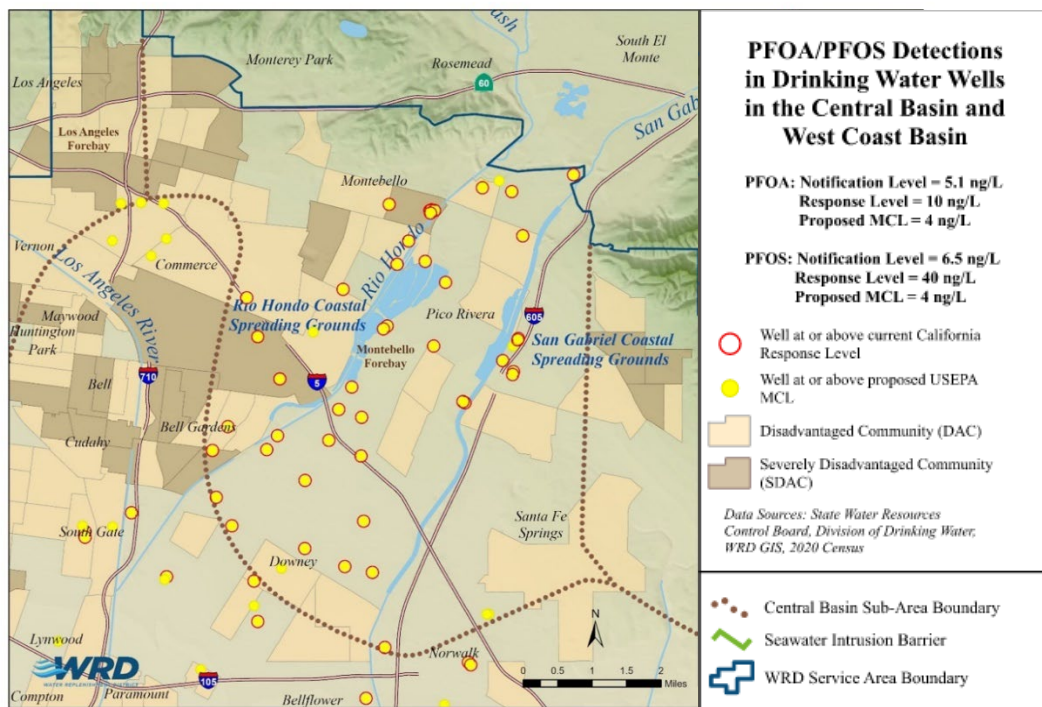 ash
South El
Monte
Rosemead
Monterey Park
60
Los Angeles
San Gab
Los Angeles
Forebay
Montebello
Rio Hondo
Vernon
Commerce
Los Angeles River
Rio Hondo Coastal
Spreading Grounds
Pico Rivera
605
San Gabriel Coastal
Spreading Grounds
Maywood
Huntington
Park
Montebello
Forebay
710
5
Bell
Bell Gardens
Cudahy
South Gate
Santa Fe
Springs
Downey
N
Lynwood
Norwalk
WRD
105
0 0.5 1 2
Miles
Compton
Paramount
Bellflower
PFOA/PFOS Detections
in Drinking Water Wells
in the Central Basin and
West Coast Basin
PFOA: Notification Level = 5.1 ng/L
Response Level = 10 ng/L
Proposed MCL = 4 ng/L
PFOS: Notification Level = 6.5 ng/L
Response Level = 40 ng/L
Proposed MCL = 4 ng/L
Well at or above current California
Response Level
Well at or above proposed USEPA
MCL
Disadvantaged Community (DAC)
Severely Disadvantaged Community
(SDAC)
Data Sources: State Water Resources
Control Board, Division of Drinking Water,
WRD GIS, 2020 Census
Central Basin Sub-Area Boundary
Seawater Intrusion Barrier
WRD Service Area Boundary